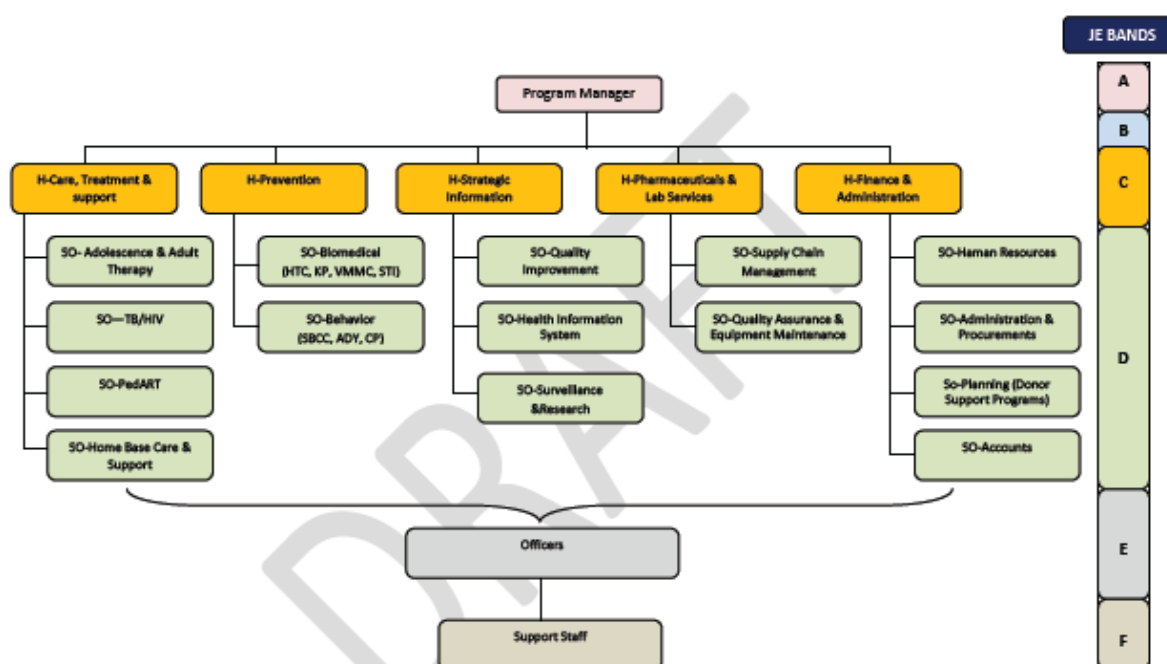 JE BANDS
A
Program Manager
B
H-Care, Treatment &
support
H-Prevention
H-Strategic
Information
H-Pharmaceuticals &
Lab Services
H-Finance &
Administration
C
SO- Adolescence & Adult
Therapy
SO-Biomedical
(HTC, KP, VMMC, STI)
SO-Quality
Improvement
SO-Supply Chain
Management
SO-Haman Resources
SO—TB/HIV
SO-Behavior
(SBCC, ADY, CP)
SO-Health Information
System
SO-Quality Assurance &
Equipment Maintenance
SO-Administration &
Procurements
D
SO-PedART
SO-Surveillance
&Research
So-Planning (Donor
Support Programs)
SO-Home Base Care &
Support
SO-Accounts
Officers
E
Support Staff
F
DRAFT